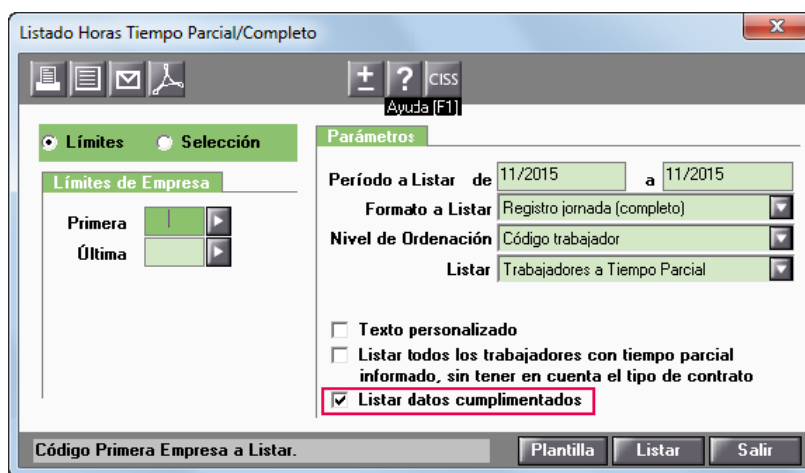 Listado Horas Tiempo Parcial/Completo
x
± ? CISS
Ayuda [F1]
Límites Selección
Límites de Empresa
Primera
Última
Parámetros
Período a Listar de 11/2015 a 11/2015
Formato a Listar Registro jornada (completo)
Nivel de Ordenación Código trabajador
Listar Trabajadores a Tiempo Parcial
Texto personalizado
Listar todos los trabajadores con tiempo parcial
informado, sin tener en cuenta el tipo de contrato
Listar datos cumplimentados
Código Primera Empresa a Listar.
Plantilla Listar Salir